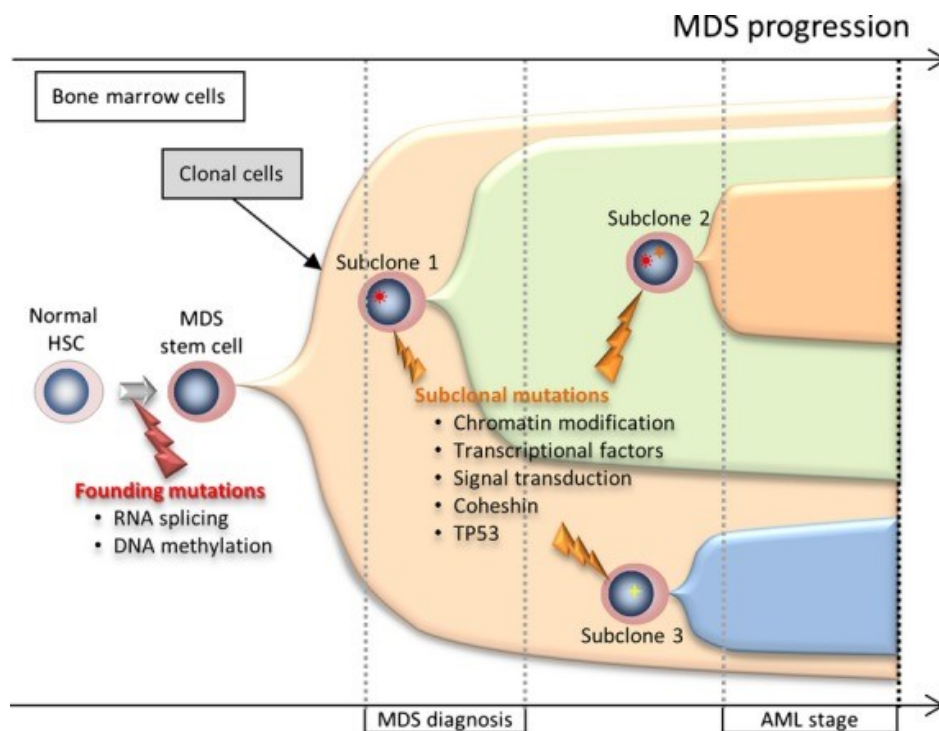 MDS progression
Bone marrow cells
Clonal cells
Subclone 2
Subclone 1
Normal
HSC
MDS
stem cell
Subclonal mutations
• Chromatin modification
• Transcriptional factors
• Signal transduction
• Coheshin
• TP53
Founding mutations
• RNA splicing
• DNA methylation
Subclone 3
MDS diagnosis
AML stage